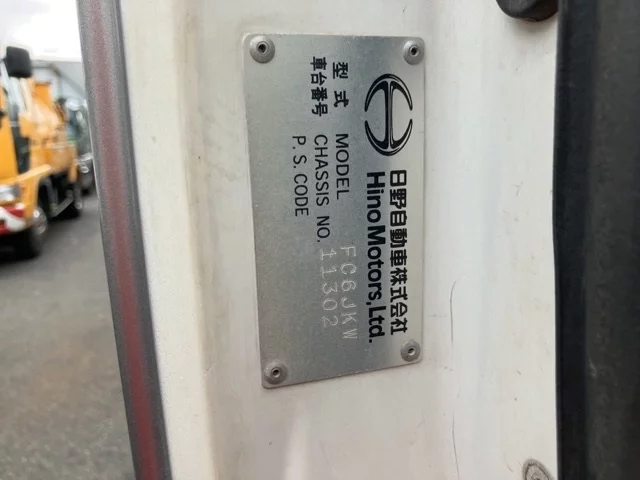 日野自動車株式会社
Hino Motors, Ltd.
型式 MODEL FC6JKW
車台番号 CHASSIS NO. 11302
P.S.CODE